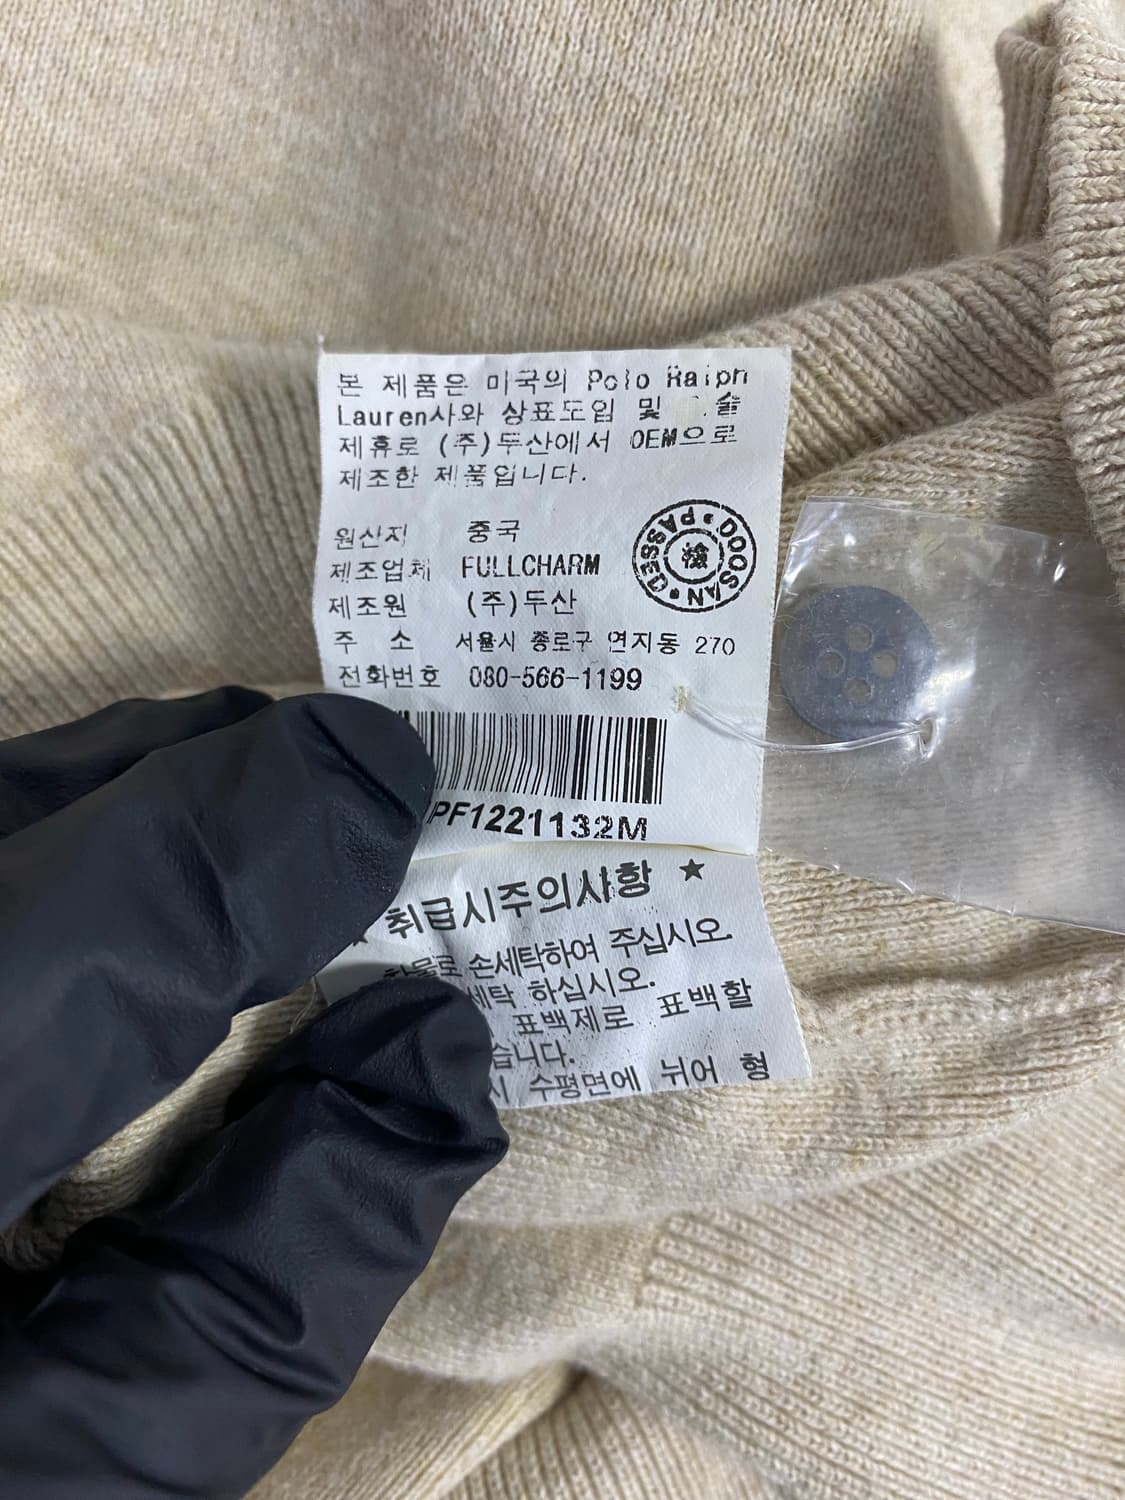 본 제품은 미국의 Polo Ralph
Lauren사와 상표도입 및 술
제휴로 (주)두산에서 OEM으로
제조한 제품입니다.
원산지 중국
제조업체 FULLCHARM
제조원 (주)두산
주 소 서울시 종로구 연지동 270
전화번호 080-566-1199
DOOSAN • PASSED •
檢
PF1221132M
★ 취급시주의사항 ★
손세탁하여 주십시오.
세탁 하십시오.
표백제로 표백할
습니다.
시 수평면에 뉘어 형